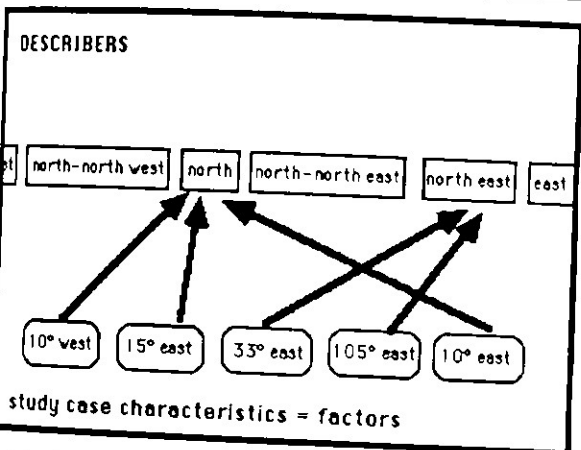 DESCRIBERS
north-north west north north-north east north east east
10° west 15° east 33° east 105° east 10° east
study case characteristics = factors